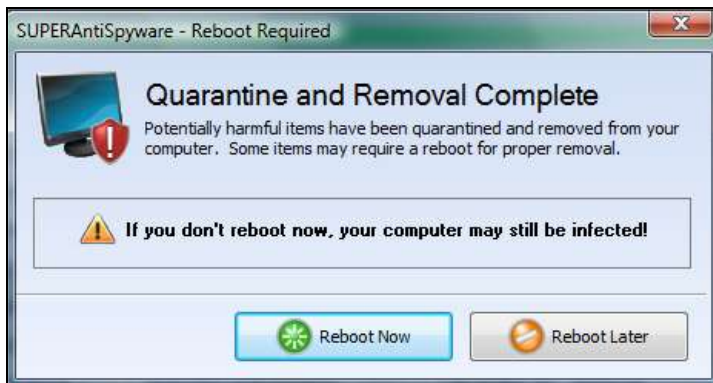 SUPERAntiSpyware - Reboot Required
Quarantine and Removal Complete
Potentially harmful items have been quarantined and removed from your
computer. Some items may require a reboot for proper removal.
If you don't reboot now, your computer may still be infected!
Reboot Now
Reboot Later